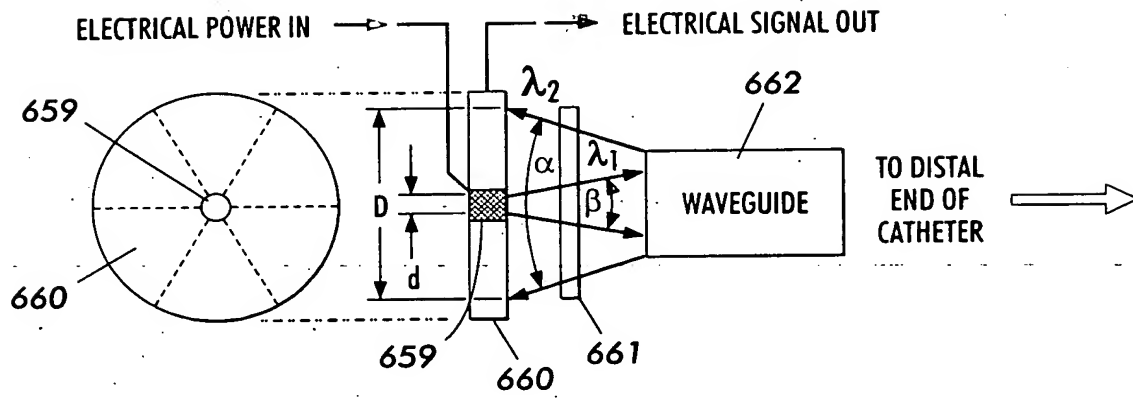 ELECTRICAL POWER IN
ELECTRICAL SIGNAL OUT
659
λ2
662
α
λ1
D
β
WAVEGUIDE
TO DISTAL
END OF
CATHETER
d
660
659
660
661